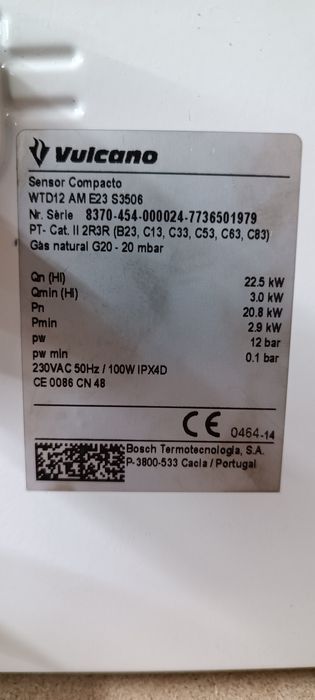 Vulcano
Sensor Compacto
WTD12 AM E23 S3506
Nr. Série 8370-454-000024-7736501979
PT- Cat. II 2R3R (B23, C13, C33, C53, C63, C83)
Gás natural G20 - 20 mbar
Qn (Hi) 22.5 kW
Qmin (Hi) 3.0 kW
Pn 20.8 kW
Pmin 2.9 kW
pw 12 bar
pw min 0.1 bar
230VAC 50Hz / 100W IPX4D
CE 0086 CN 48
CE 0464-14
Bosch Termotecnologia, S.A.
P-3800-533 Cacia / Portugal